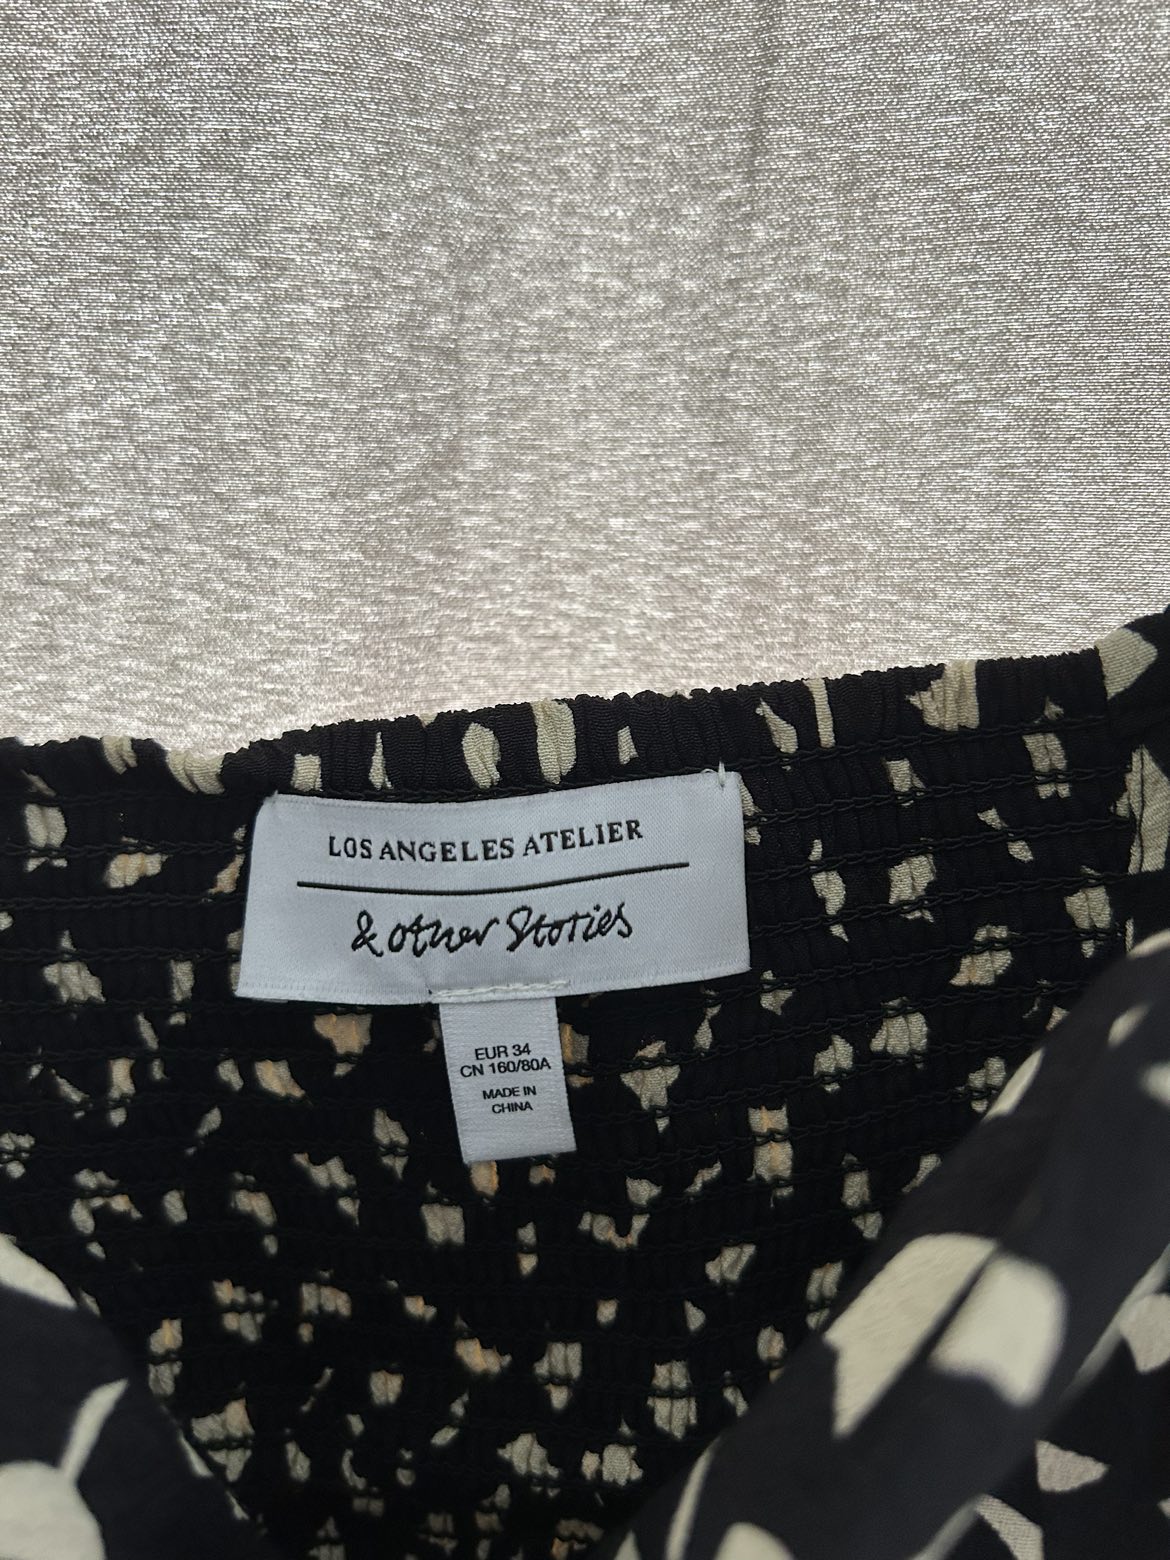 LOS ANGELES ATELIER
& other Stories
EUR 34
CN 160/80A
MADE IN
CHINA